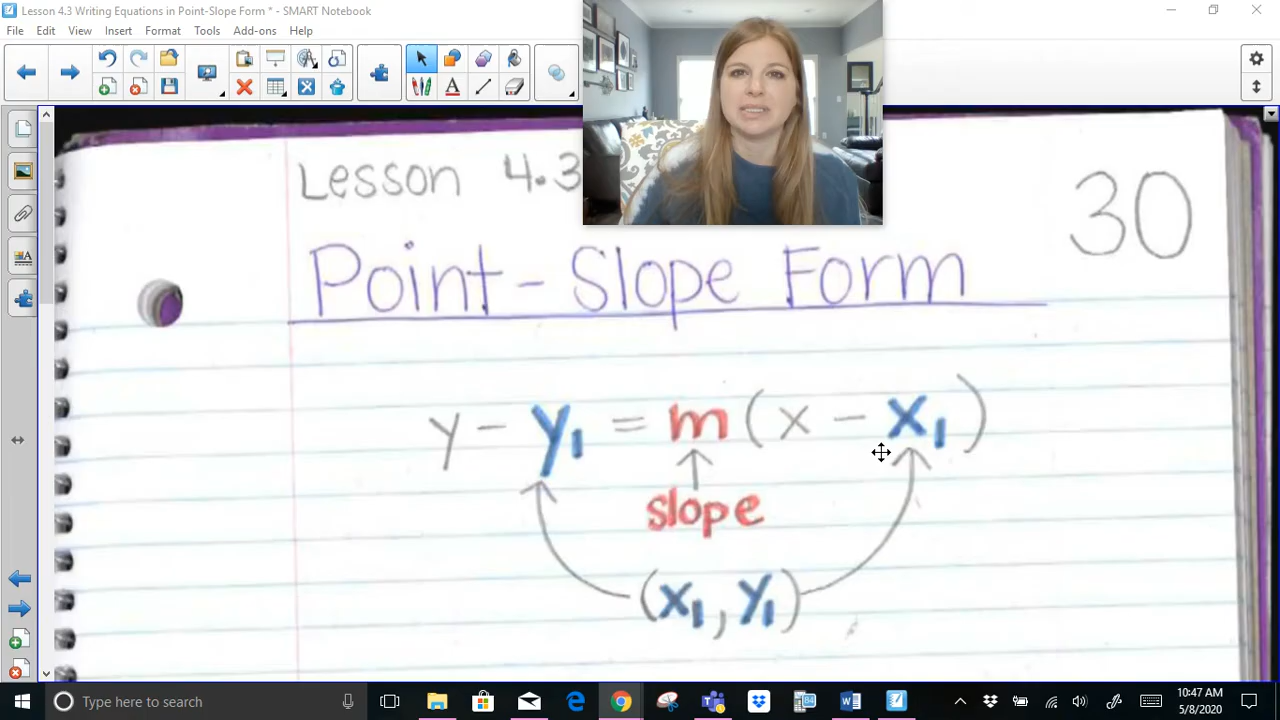 Lesson 4.3 Writing Equations in Point-Slope Form * - SMART Notebook
File Edit View Insert Format Tools Add-ons Help
Lesson 4.3
30
Point-Slope Form
y - y₁ = m(x - x₁)
slope
(x₁, y₁)
Type here to search
10:47 AM
5/8/2020